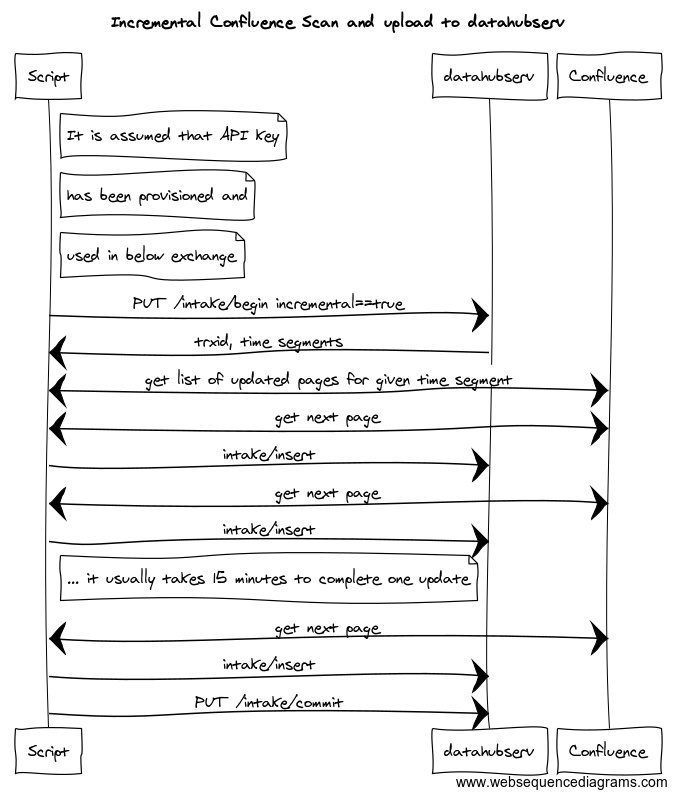 Incremental Confluence Scan and upload to datahubserv
Script
datahubserv
Confluence
It is assumed that API key
has been provisioned and
used in below exchange
PUT /intake/begin incremental==true
trxid, time segments
get list of updated pages for given time segment
get next page
intake/insert
get next page
intake/insert
... it usually takes 15 minutes to complete one update
get next page
intake/insert
PUT /intake/commit
Script
datahubserv
Confluence
www.websequencediagrams.com